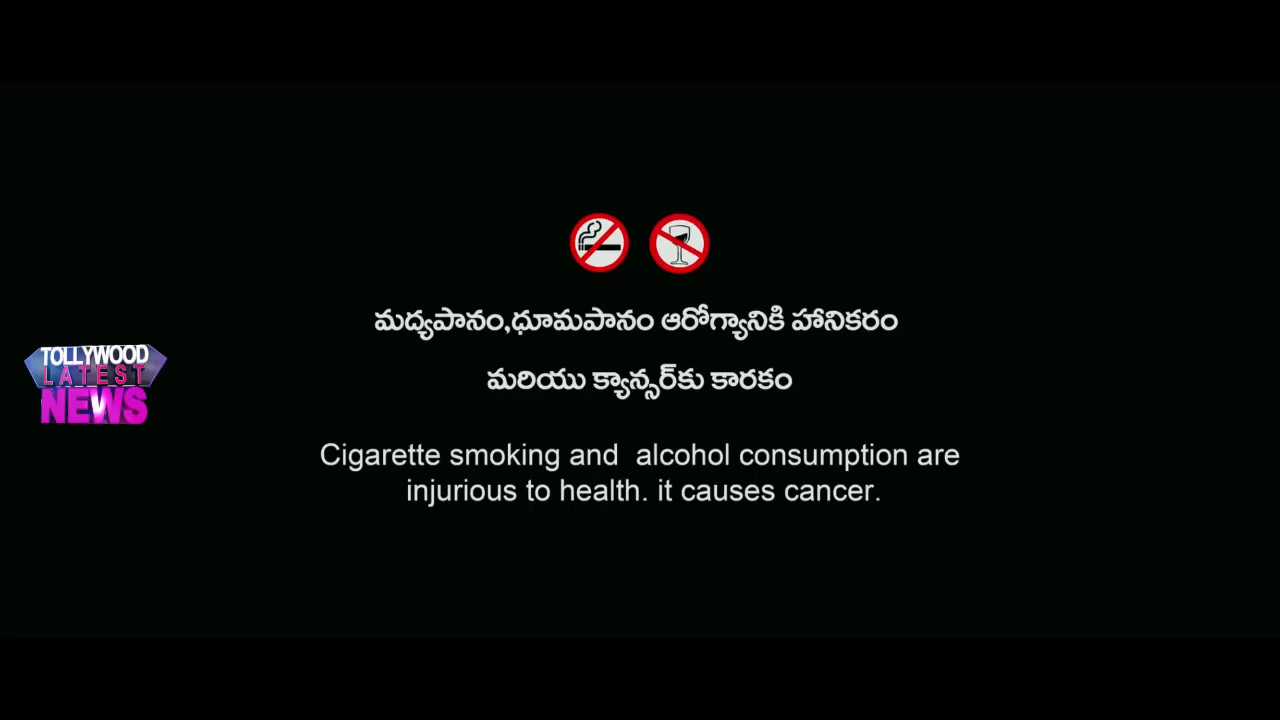 మద్యపానం,ధూమపానం ఆరోగ్యానికి హానికరం
మరియు క్యాన్సర్‌కు కారకం
TOLLYWOOD
LATEST
NEWS
Cigarette smoking and  alcohol consumption are
injurious to health. it causes cancer.